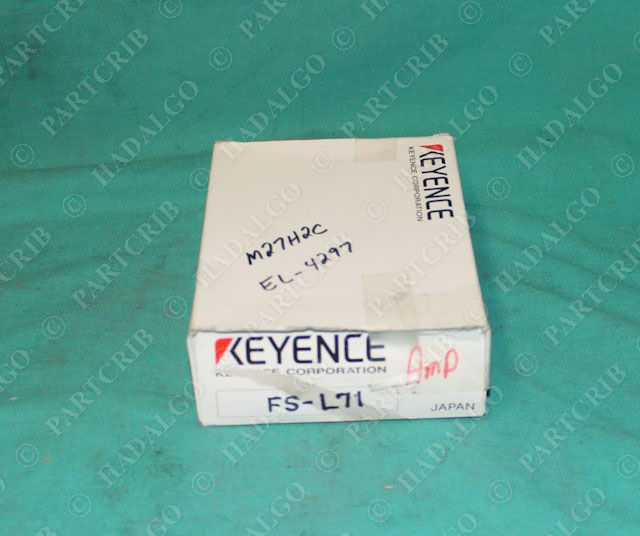 KEYENCE
KEYENCE CORPORATION
M27H2C
EL-4297
KEYENCE
KEYENCE CORPORATION
Amp
FS-L71
JAPAN
© HADALGO PARTCRIB